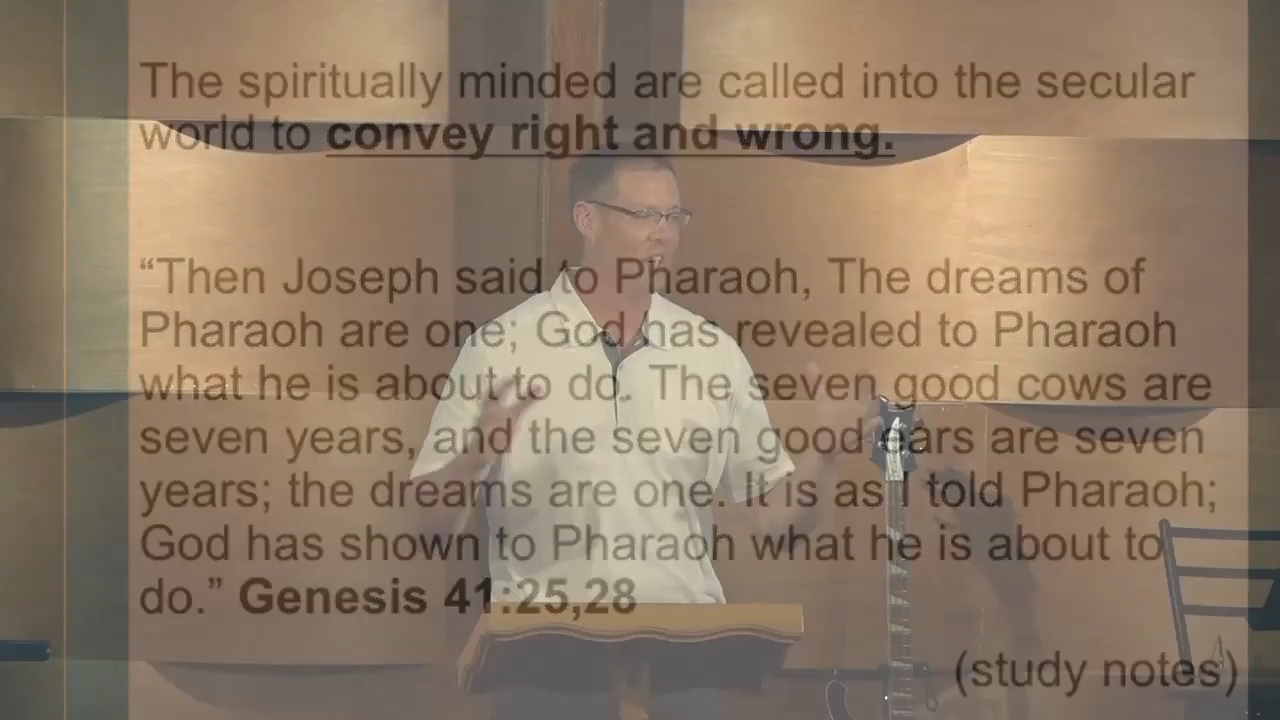 The spiritually minded are called into the secular
world to convey right and wrong.
“Then Joseph said to Pharaoh, The dreams of
Pharaoh are one; God has revealed to Pharaoh
what he is about to do. The seven good cows are
seven years, and the seven good ears are seven
years; the dreams are one. It is as I told Pharaoh;
God has shown to Pharaoh what he is about to
do.” Genesis 41:25,28
(study notes)